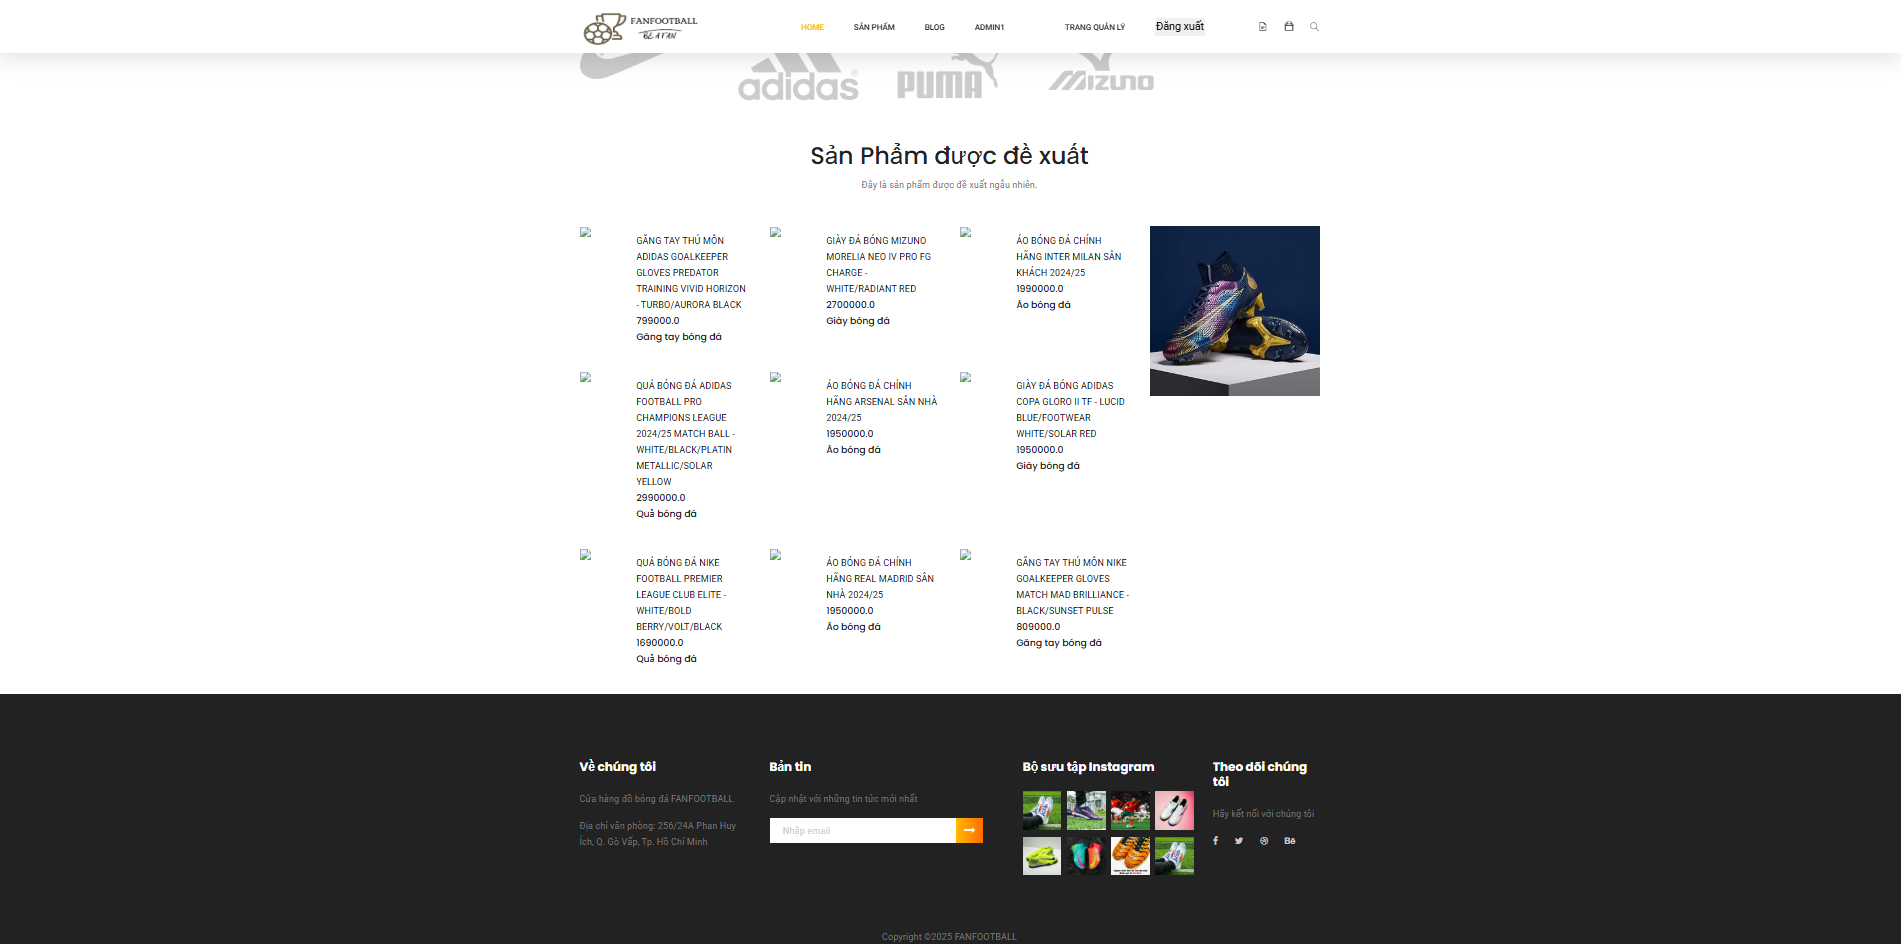 FANFOOTBALL
BE A FAN
HOME
SẢN PHẨM
BLOG
ADMIN1
TRANG QUẢN LÝ
Đăng xuất
adidas
PUMA
MIZUNO
Sản Phẩm được đề xuất
Đây là sản phẩm được đề xuất ngẫu nhiên.
GĂNG TAY THỦ MÔN
ADIDAS GOALKEEPER
GLOVES PREDATOR
TRAINING VIVID HORIZON
- TURBO/AURORA BLACK
799000.0
Găng tay bóng đá
GIÀY ĐÁ BÓNG MIZUNO
MORELIA NEO IV PRO FG
CHARGE -
WHITE/RADIANT RED
2700000.0
Giày bóng đá
ÁO BÓNG ĐÁ CHÍNH
HÃNG INTER MILAN SÂN
KHÁCH 2024/25
1990000.0
Áo bóng đá
QUẢ BÓNG ĐÁ ADIDAS
FOOTBALL PRO
CHAMPIONS LEAGUE
2024/25 MATCH BALL -
WHITE/BLACK/PLATIN
METALLIC/SOLAR
YELLOW
2990000.0
Quả bóng đá
ÁO BÓNG ĐÁ CHÍNH
HÃNG ARSENAL SÂN NHÀ
2024/25
1950000.0
Áo bóng đá
GIÀY ĐÁ BÓNG ADIDAS
COPA GLORO II TF - LUCID
BLUE/FOOTWEAR
WHITE/SOLAR RED
1950000.0
Giày bóng đá
QUẢ BÓNG ĐÁ NIKE
FOOTBALL PREMIER
LEAGUE CLUB ELITE -
WHITE/BOLD
BERRY/VOLT/BLACK
1690000.0
Quả bóng đá
ÁO BÓNG ĐÁ CHÍNH
HÃNG REAL MADRID SÂN
NHÀ 2024/25
1950000.0
Áo bóng đá
GĂNG TAY THỦ MÔN NIKE
GOALKEEPER GLOVES
MATCH MAD BRILLIANCE -
BLACK/SUNSET PULSE
809000.0
Găng tay bóng đá
Về chúng tôi
Cửa hàng đồ bóng đá FANFOOTBALL
Địa chỉ văn phòng: 256/24A Phan Huy
Ích, Q. Gò Vấp, Tp. Hồ Chí Minh
Bản tin
Cập nhật với những tin tức mới nhất
Nhập email
Bộ sưu tập Instagram
Theo dõi chúng
tôi
Hãy kết nối với chúng tôi
Copyright ©2025 FANFOOTBALL